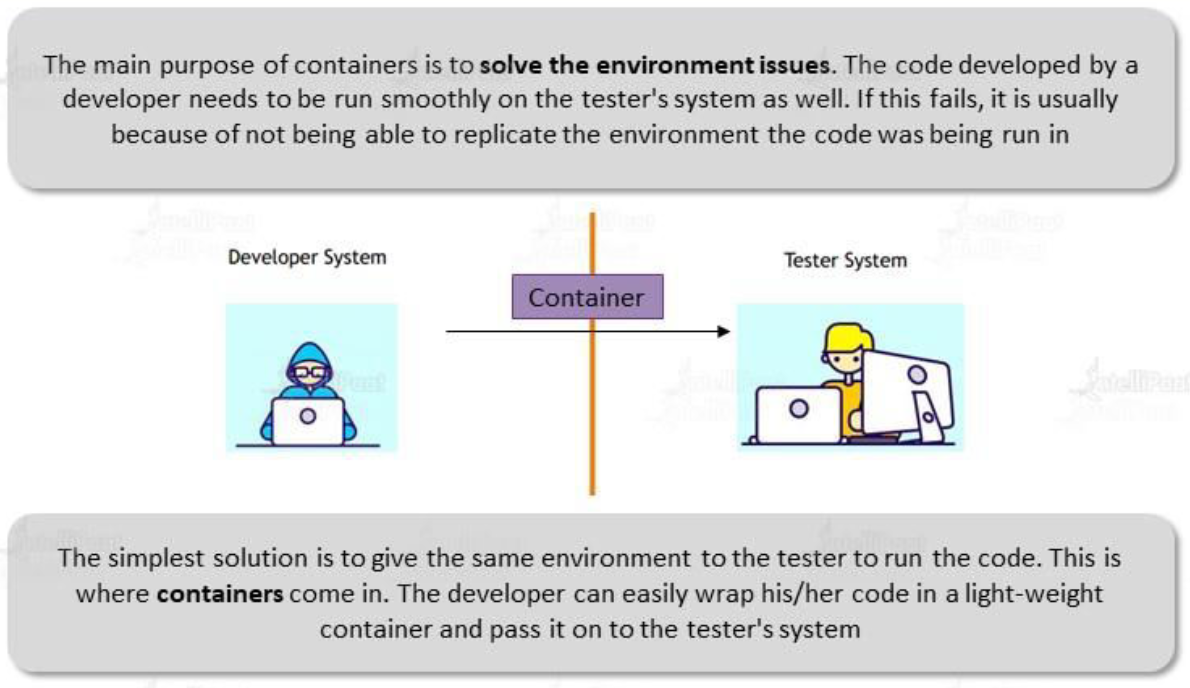 The main purpose of containers is to solve the environment issues. The code developed by a
developer needs to be run smoothly on the tester's system as well. If this fails, it is usually
because of not being able to replicate the environment the code was being run in
Developer System
Tester System
Container
The simplest solution is to give the same environment to the tester to run the code. This is
where containers come in. The developer can easily wrap his/her code in a light-weight
container and pass it on to the tester's system